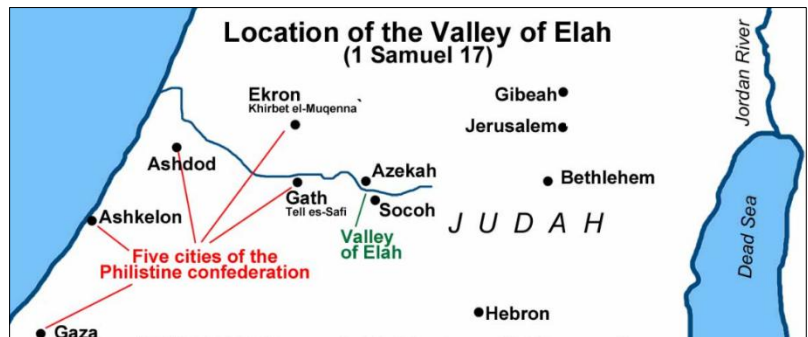 Location of the Valley of Elah
(1 Samuel 17)
Jordan River
Ekron
Khirbet el-Muqenna`
Gibeah
Jerusalem
Ashdod
Azekah
Bethlehem
Gath
Tell es-Safi
Socoh
Ashkelon
JUDAH
Valley
of Elah
Dead Sea
Five cities of the
Philistine confederation
Hebron
Gaza